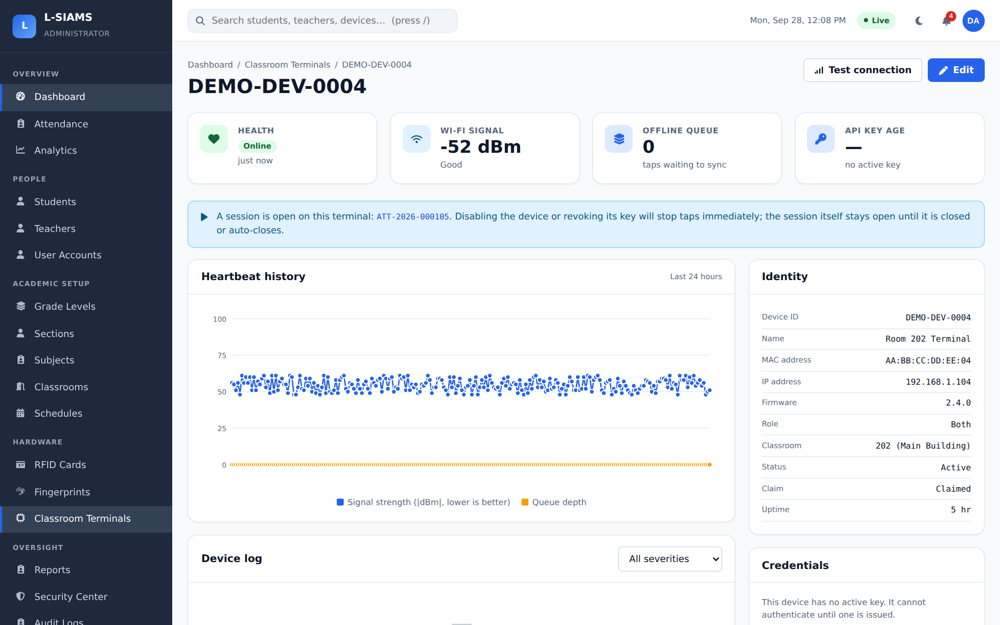 L
L-SIAMS
ADMINISTRATOR
Search students, teachers, devices... (press /)
Mon, Sep 28, 12:08 PM
Live
4
DA
OVERVIEW
Dashboard
Attendance
Analytics
PEOPLE
Students
Teachers
User Accounts
ACADEMIC SETUP
Grade Levels
Sections
Subjects
Classrooms
Schedules
HARDWARE
RFID Cards
Fingerprints
Classroom Terminals
OVERSIGHT
Reports
Security Center
Audit Logs
Dashboard / Classroom Terminals / DEMO-DEV-0004
DEMO-DEV-0004
Test connection
Edit
HEALTH
Online
just now
WI-FI SIGNAL
-52 dBm
Good
OFFLINE QUEUE
0
taps waiting to sync
API KEY AGE
—
no active key
A session is open on this terminal: ATT-2026-000105. Disabling the device or revoking its key will stop taps immediately; the session itself stays open until it is closed
or auto-closes.
Heartbeat history
Last 24 hours
100
75
50
25
0
Signal strength (|dBm|, lower is better)
Queue depth
Identity
Device ID DEMO-DEV-0004
Name Room 202 Terminal
MAC address AA:BB:CC:DD:EE:04
IP address 192.168.1.104
Firmware 2.4.0
Role Both
Classroom 202 (Main Building)
Status Active
Claim Claimed
Uptime 5 hr
Device log
All severities
Credentials
This device has no active key. It cannot
authenticate until one is issued.